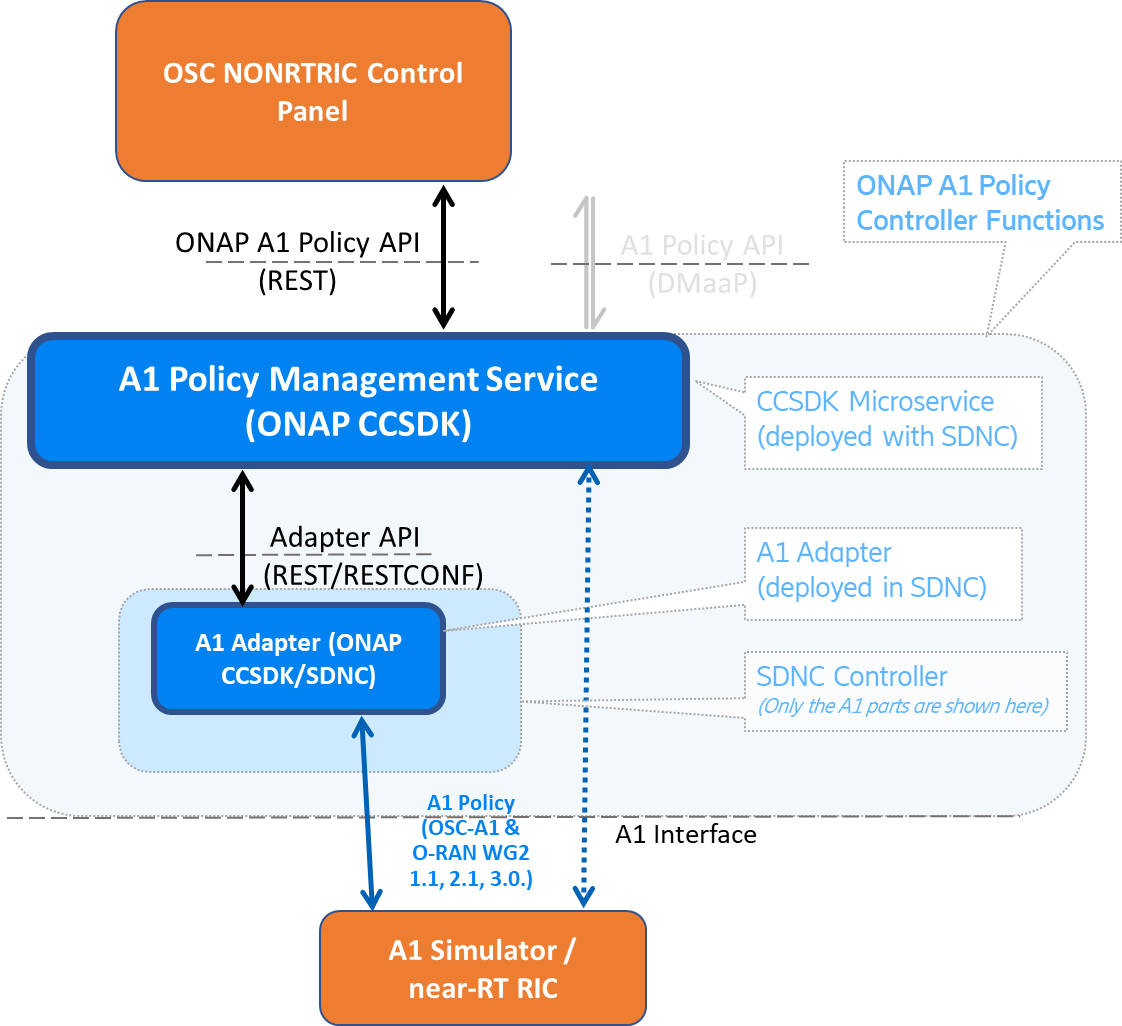 OSC NONRTRIC Control
Panel
ONAP A1 Policy
Controller Functions
ONAP A1 Policy API
(REST)
A1 Policy API
(DMaaP)
A1 Policy Management Service
(ONAP CCSDK)
CCSDK Microservice
(deployed with SDNC)
Adapter API
(REST/RESTCONF)
A1 Adapter
(deployed in SDNC)
A1 Adapter (ONAP
CCSDK/SDNC)
SDNC Controller
(Only the A1 parts are shown here)
A1 Policy
(OSC-A1 &
O-RAN WG2
1.1, 2.1, 3.0.)
A1 Interface
A1 Simulator /
near-RT RIC